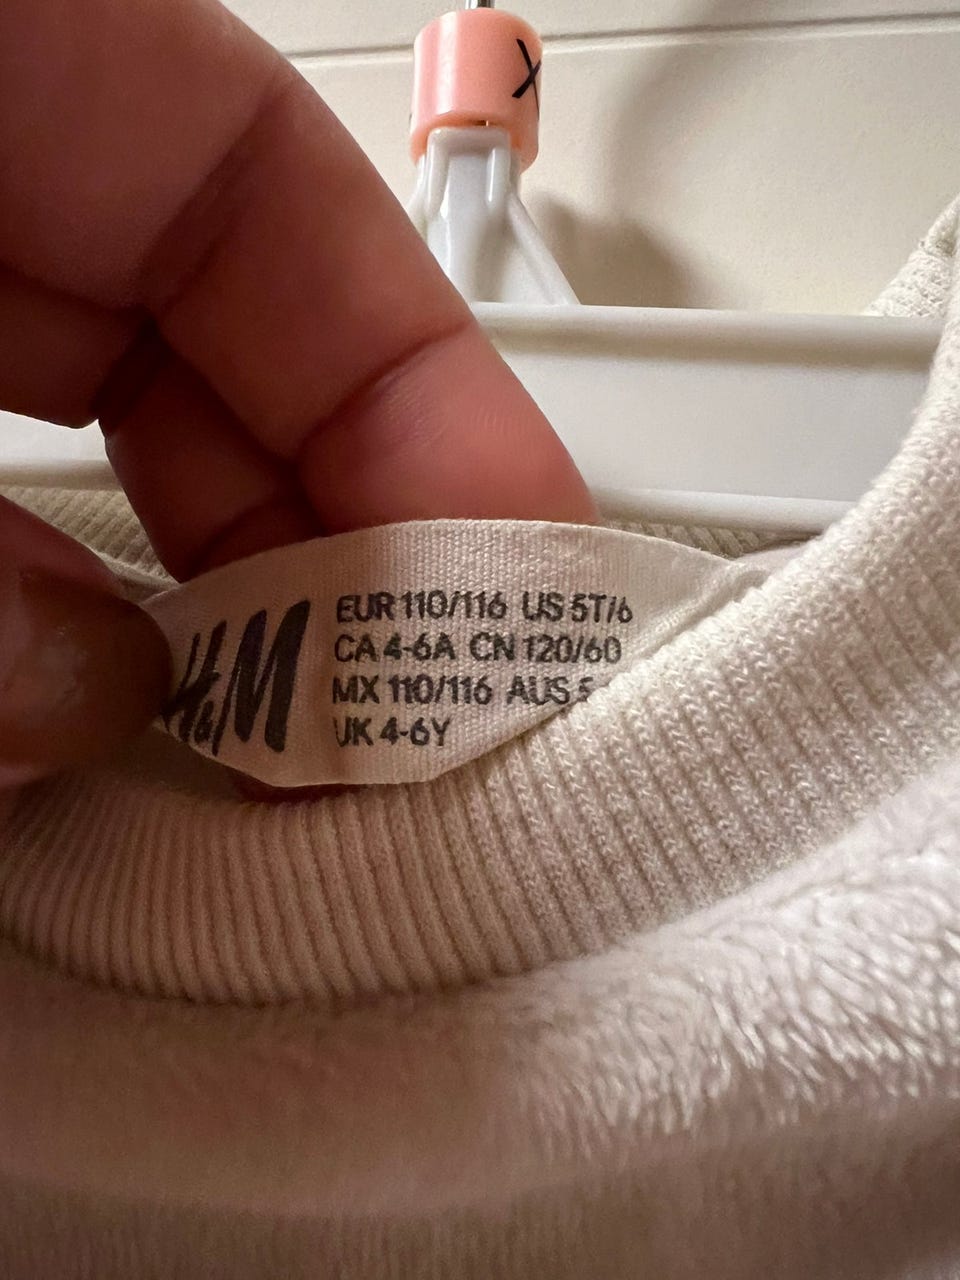 X
H&M
EUR 110/116 US 5T/6
CA 4-6A CN 120/60
MX 110/116 AUS 5
UK 4-6Y